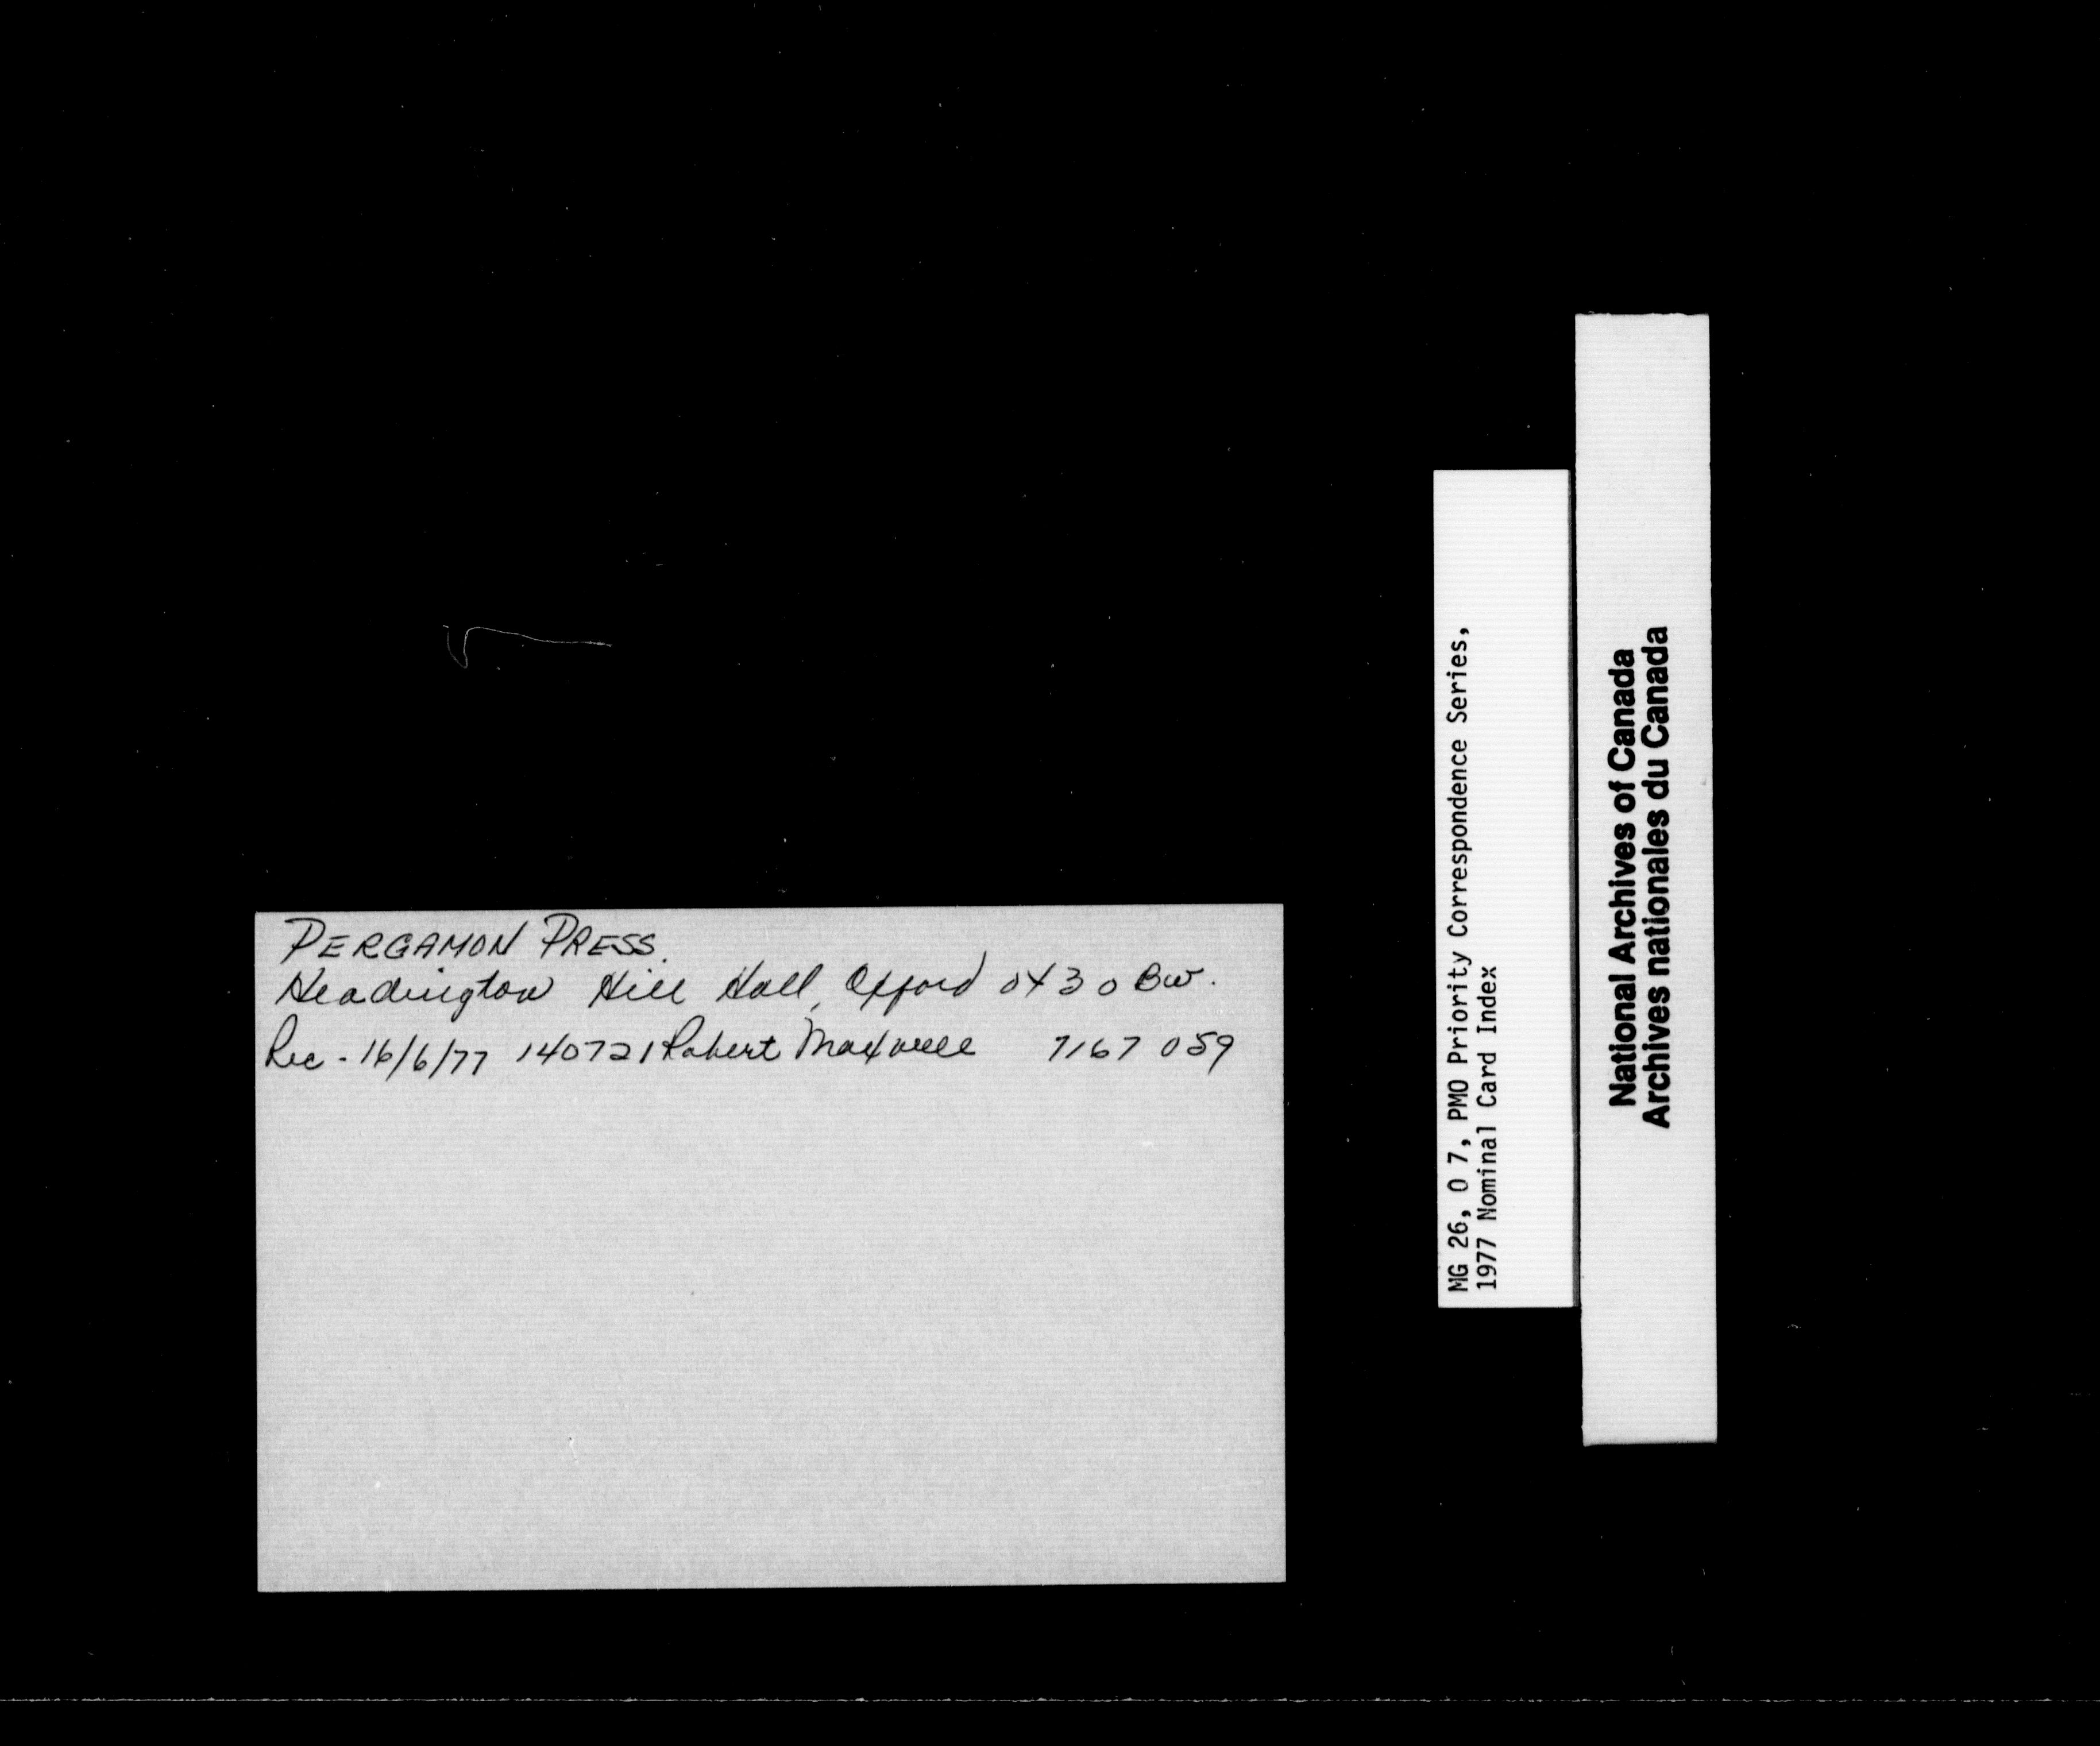 PERGAMON PRESS.
Headington Hill Hall, Oxford OX3 0BW.
Rec - 16/6/77 140721 Robert Maxwell 7167 059
MG 26, O 7, PMO Priority Correspondence Series,
1977 Nominal Card Index
National Archives of Canada
Archives nationales du Canada